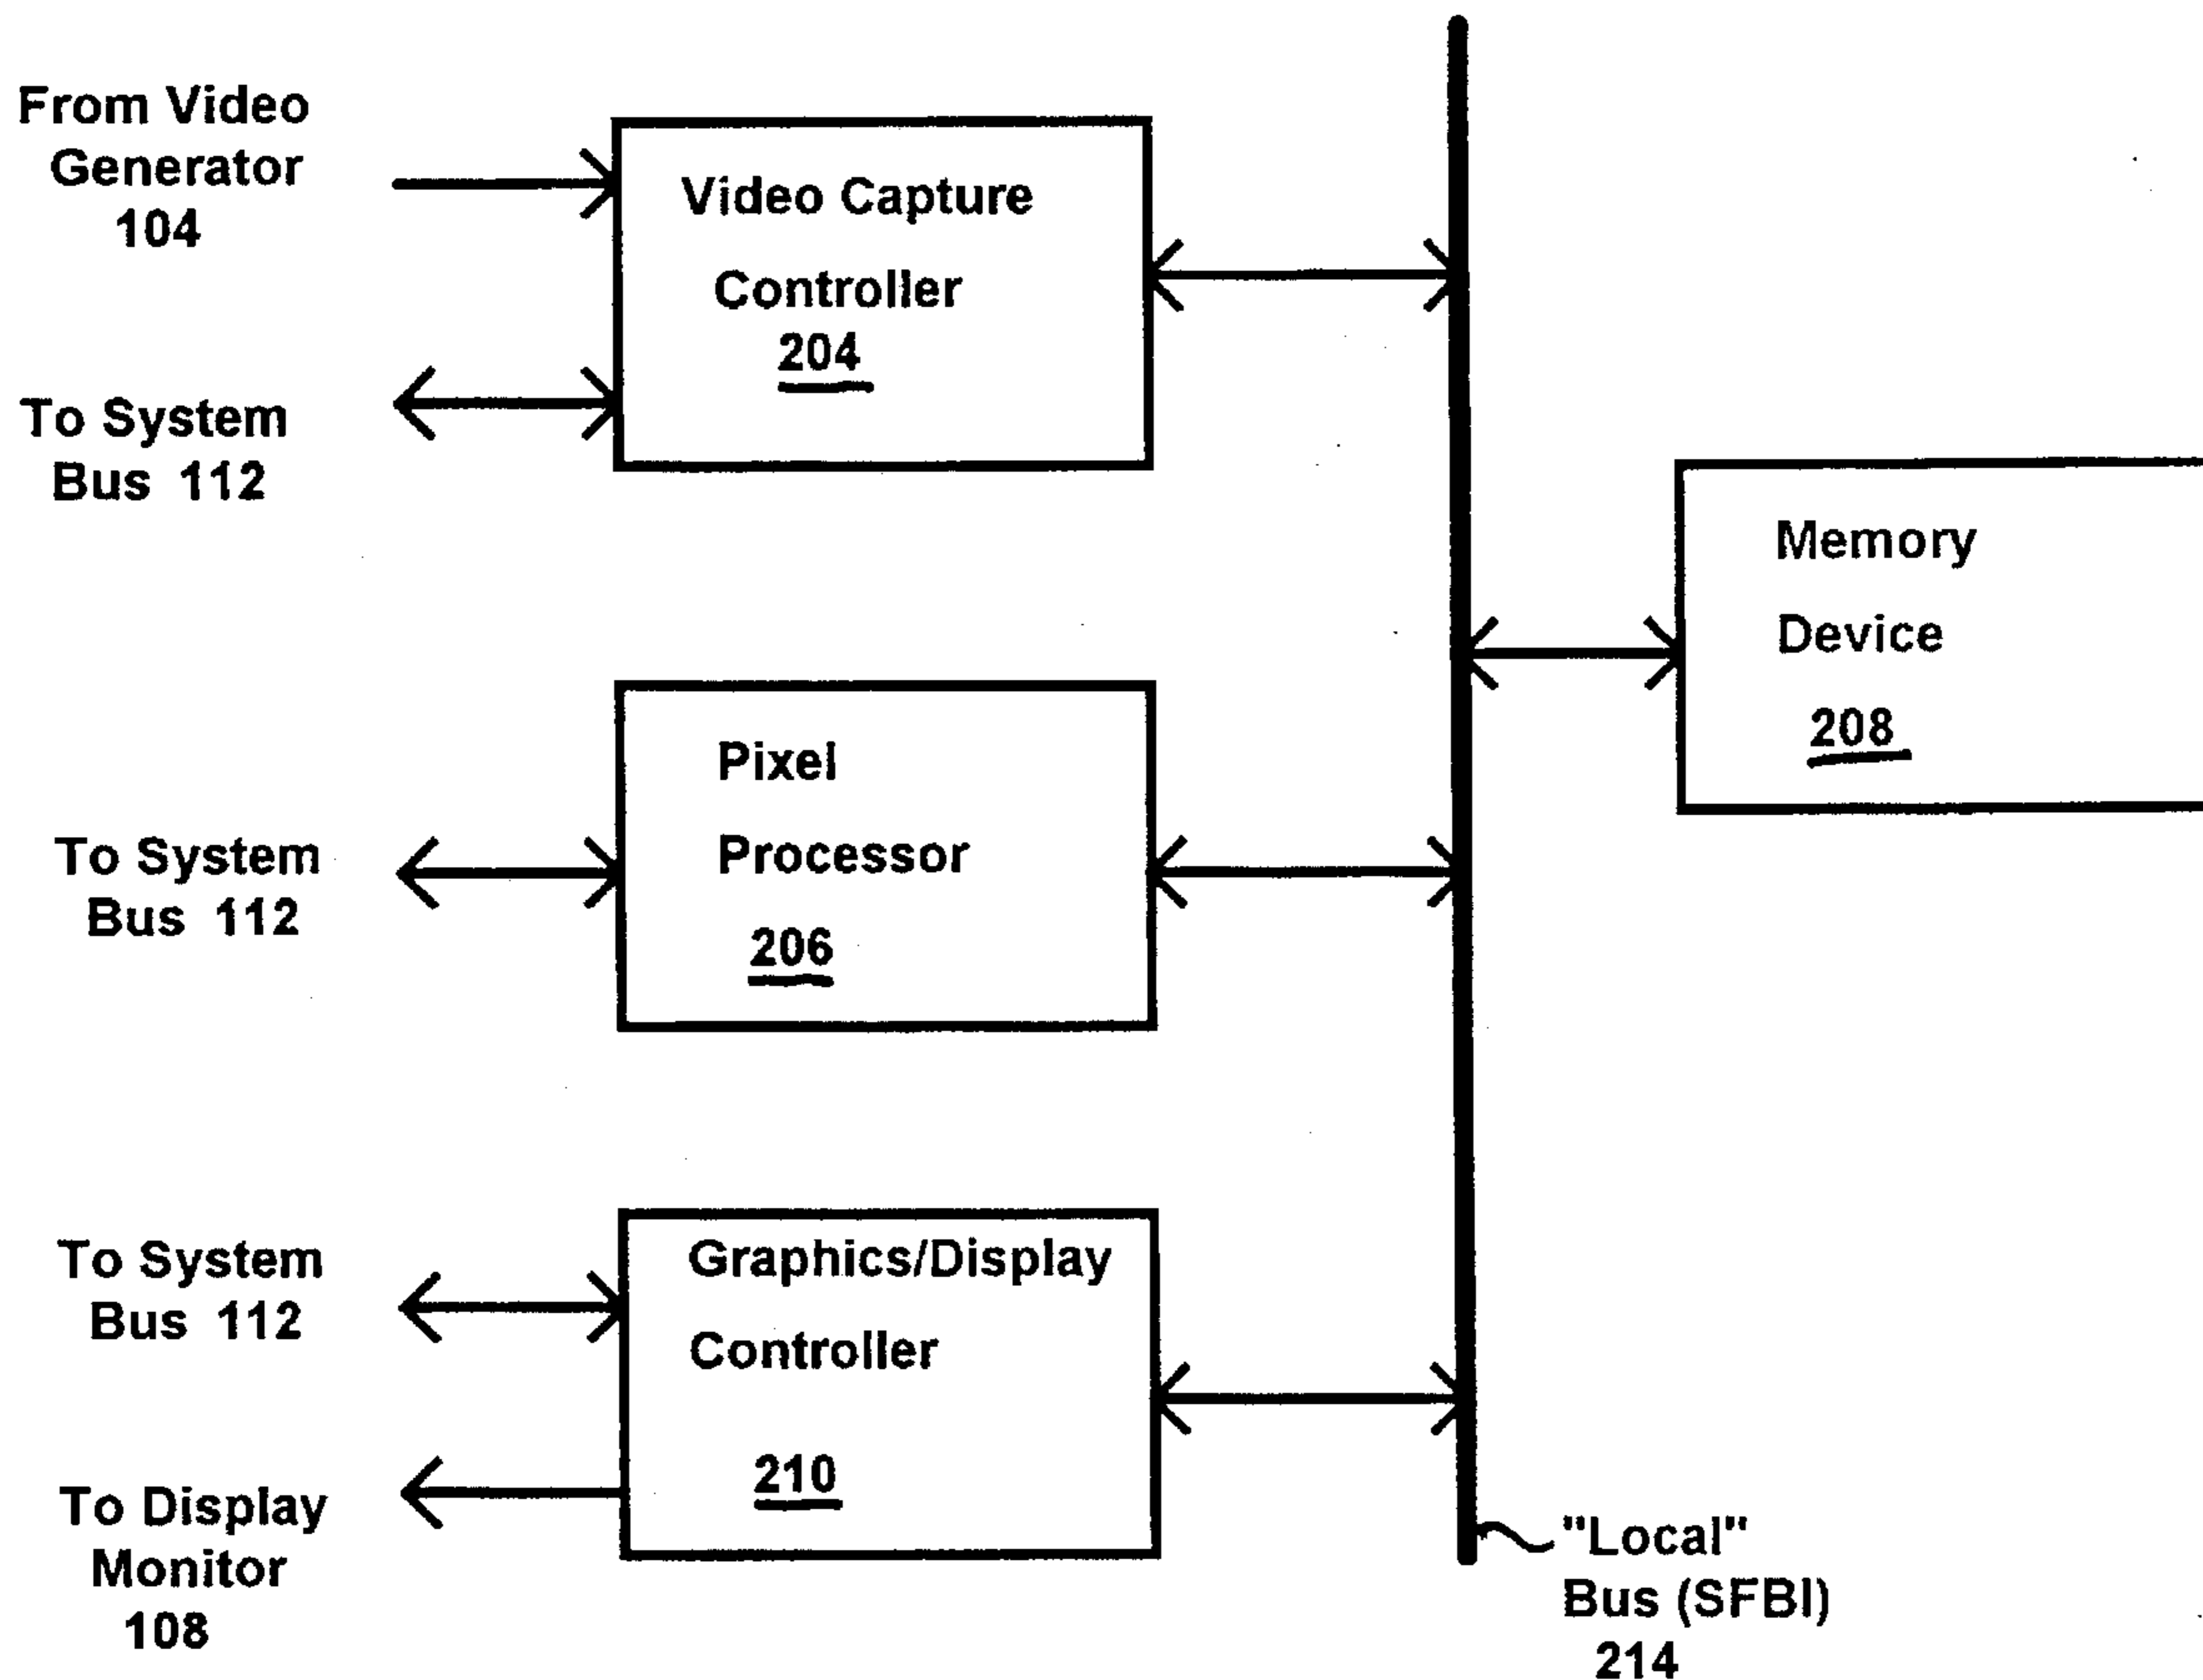 From Video
Generator
104
Video Capture
Controller
204
To System
Bus 112
Memory
Device
208
Pixel
Processor
206
To System
Bus 112
To System
Bus 112
Graphics/Display
Controller
210
To Display
Monitor
108
"Local"
Bus (SFBI)
214